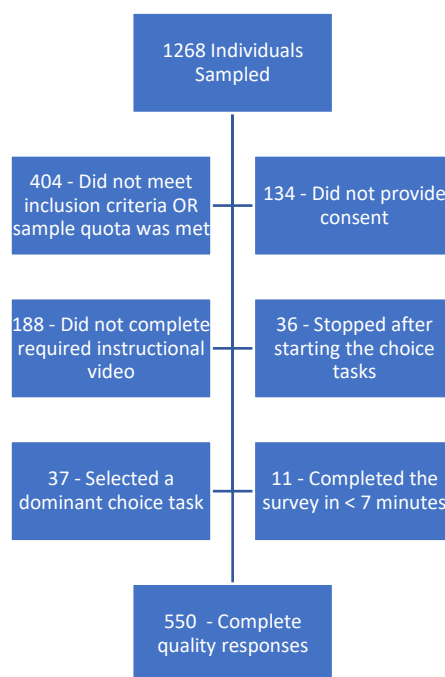 1268 Individuals
Sampled
404 - Did not meet
inclusion criteria OR
sample quota was met
134 - Did not provide
consent
188 - Did not complete
required instructional
video
36 - Stopped after
starting the choice
tasks
37 - Selected a
dominant choice task
11 - Completed the
survey in < 7 minutes
550  - Complete
quality responses